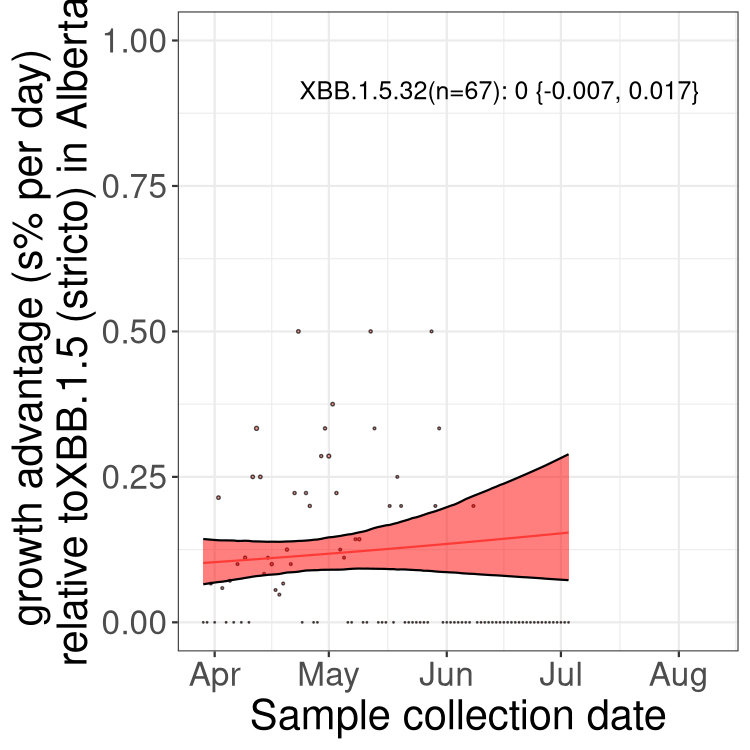 growth advantage (s% per day)
relative toXBB.1.5 (stricto) in Alberta
1.00
0.75
0.50
0.25
0.00
XBB.1.5.32(n=67): 0 {-0.007, 0.017}
Apr May Jun Jul Aug
Sample collection date